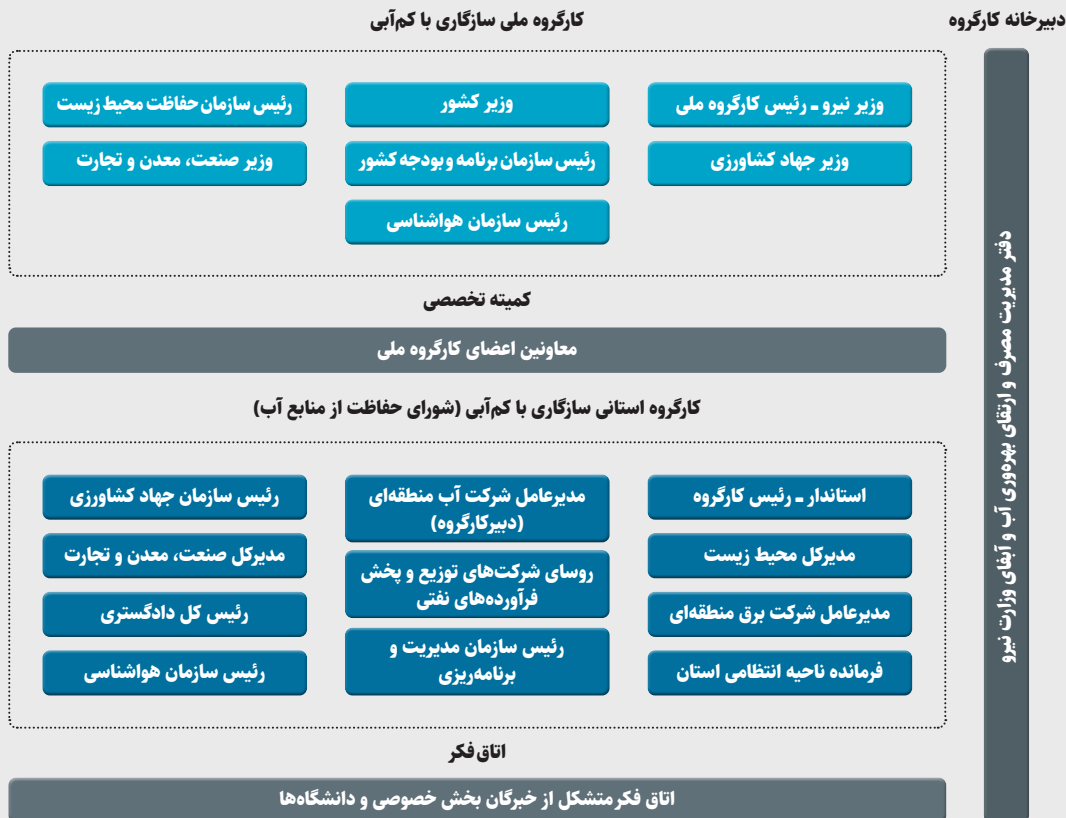 دبیرخانه کارگروه
دفتر مدیریت مصرف و ارتقای بهره‌وری آب و آبفای وزارت نیرو
کارگروه ملی سازگاری با کم‌آبی
وزیر نیرو ـ رئیس کارگروه ملی
وزیر کشور
رئیس سازمان حفاظت محیط زیست
وزیر جهاد کشاورزی
رئیس سازمان برنامه و بودجه کشور
وزیر صنعت، معدن و تجارت
رئیس سازمان هواشناسی
کمیته تخصصی
معاونین اعضای کارگروه ملی
کارگروه استانی سازگاری با کم‌آبی (شورای حفاظت از منابع آب)
استاندار ـ رئیس کارگروه
مدیرعامل شرکت آب منطقه‌ای
(دبیرکارگروه)
رئیس سازمان جهاد کشاورزی
مدیرکل محیط زیست
روسای شرکت‌های توزیع و پخش
فرآورده‌های نفتی
مدیرکل صنعت، معدن و تجارت
مدیرعامل شرکت برق منطقه‌ای
رئیس سازمان مدیریت و
برنامه‌ریزی
رئیس کل دادگستری
فرمانده ناحیه انتظامی استان
رئیس سازمان هواشناسی
اتاق فکر
اتاق فکر متشکل از خبرگان بخش خصوصی و دانشگاه‌ها